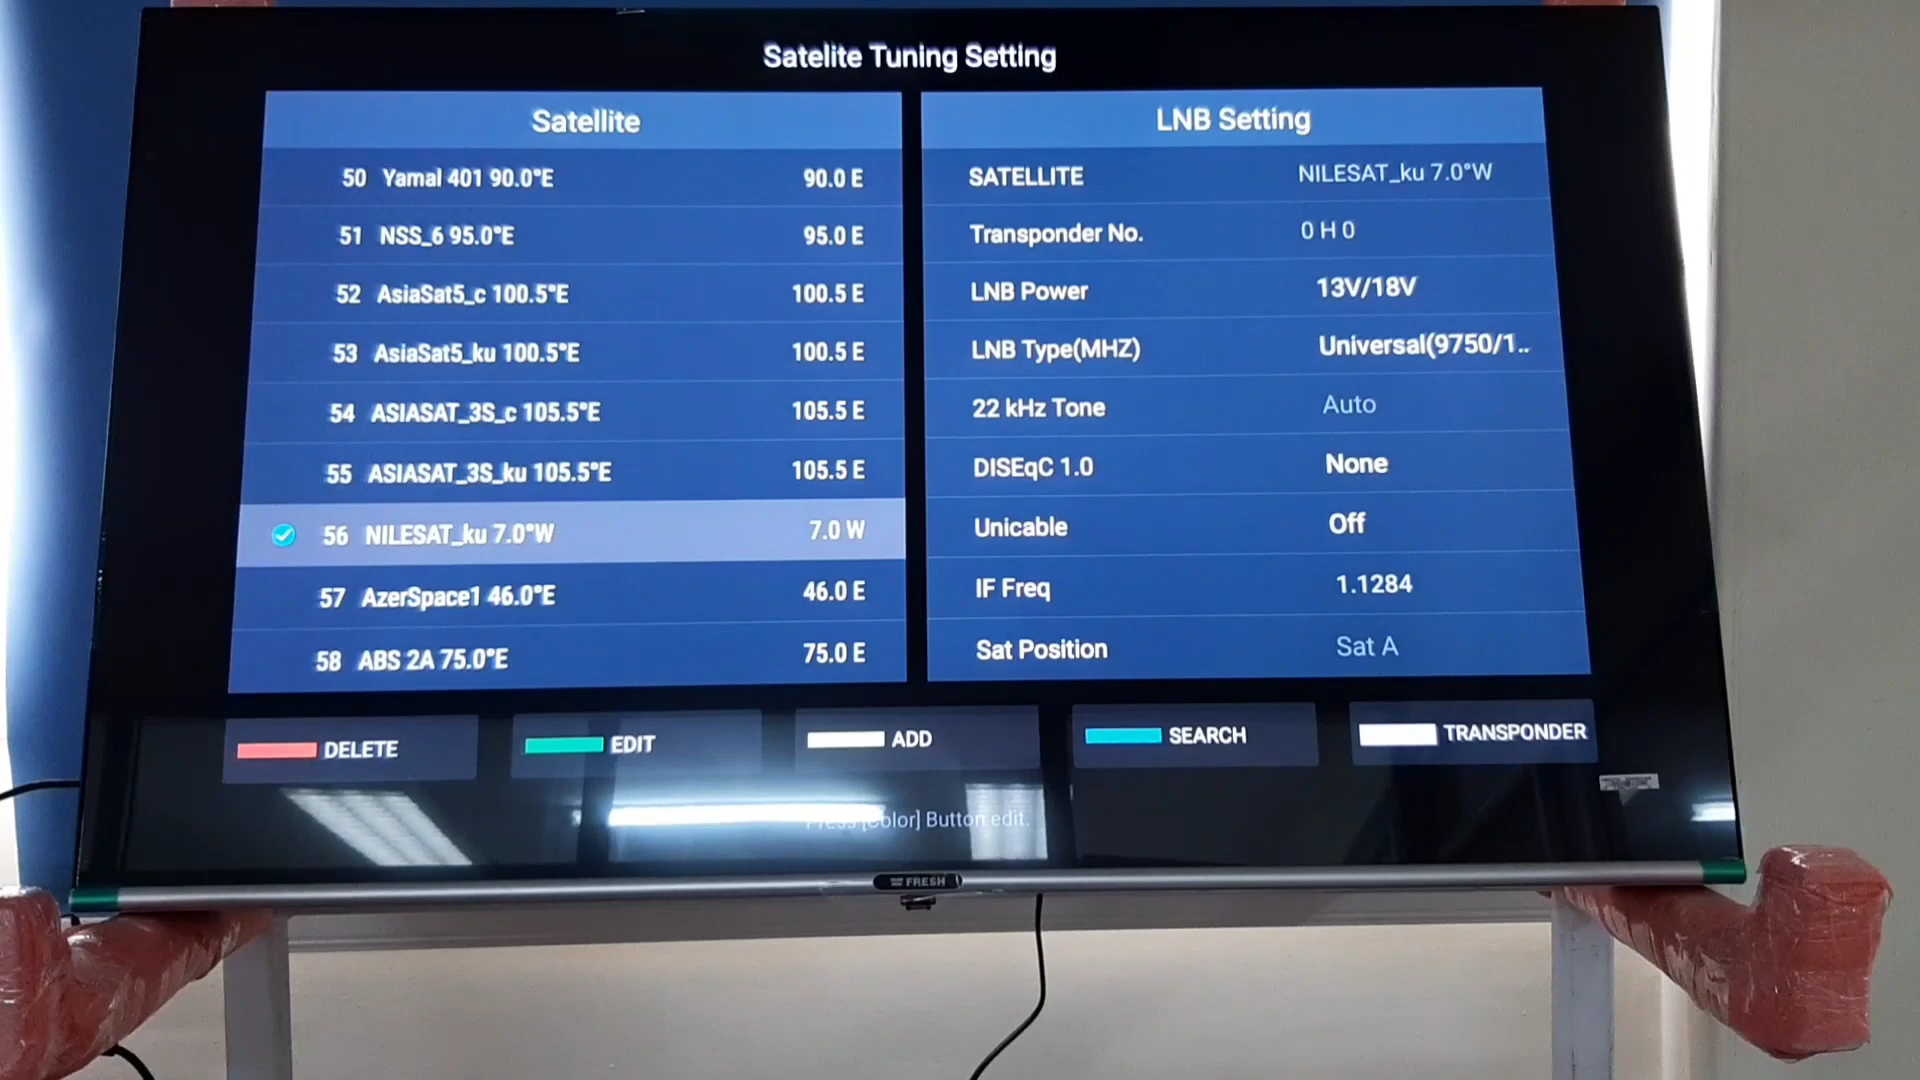 Satelite Tuning Setting
Satellite
50 Yamal 401 90.0°E 90.0 E
51 NSS_6 95.0°E 95.0 E
52 AsiaSat5_c 100.5°E 100.5 E
53 AsiaSat5_ku 100.5°E 100.5 E
54 ASIASAT_3S_c 105.5°E 105.5 E
55 ASIASAT_3S_ku 105.5°E 105.5 E
56 NILESAT_ku 7.0°W 7.0 W
57 AzerSpace1 46.0°E 46.0 E
58 ABS 2A 75.0°E 75.0 E
LNB Setting
SATELLITE NILESAT_ku 7.0°W
Transponder No. 0 H 0
LNB Power 13V/18V
LNB Type(MHZ) Universal(9750/1..
22 kHz Tone Auto
DISEqC 1.0 None
Unicable Off
IF Freq 1.1284
Sat Position Sat A
DELETE EDIT ADD SEARCH TRANSPONDER
Press [Color] Button edit.
FRESH